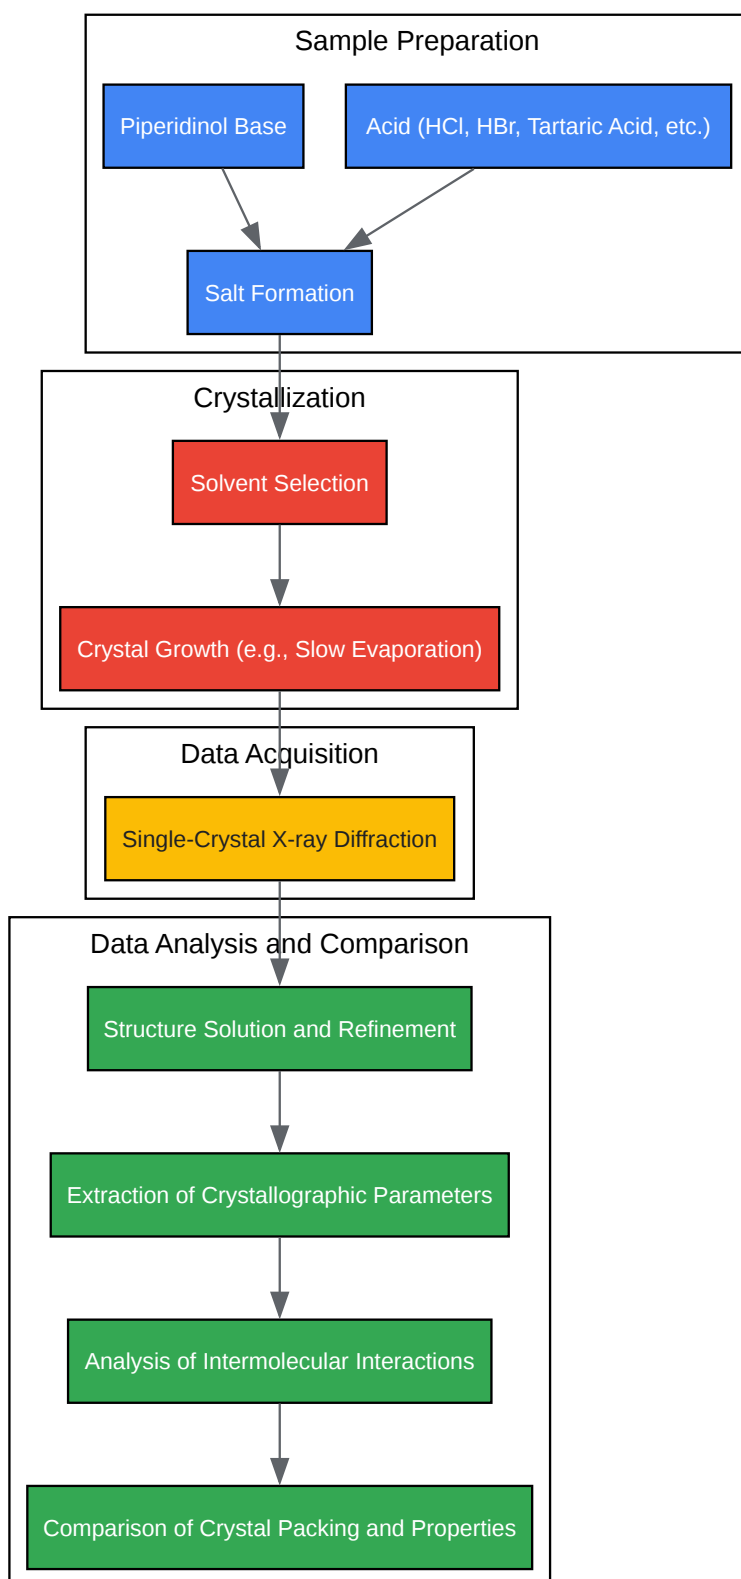 Sample Preparation
Piperidinol Base
Acid (HCl, HBr, Tartaric Acid, etc.)
Salt Formation
Crystallization
Solvent Selection
Crystal Growth (e.g., Slow Evaporation)
Data Acquisition
Single-Crystal X-ray Diffraction
Data Analysis and Comparison
Structure Solution and Refinement
Extraction of Crystallographic Parameters
Analysis of Intermolecular Interactions
Comparison of Crystal Packing and Properties